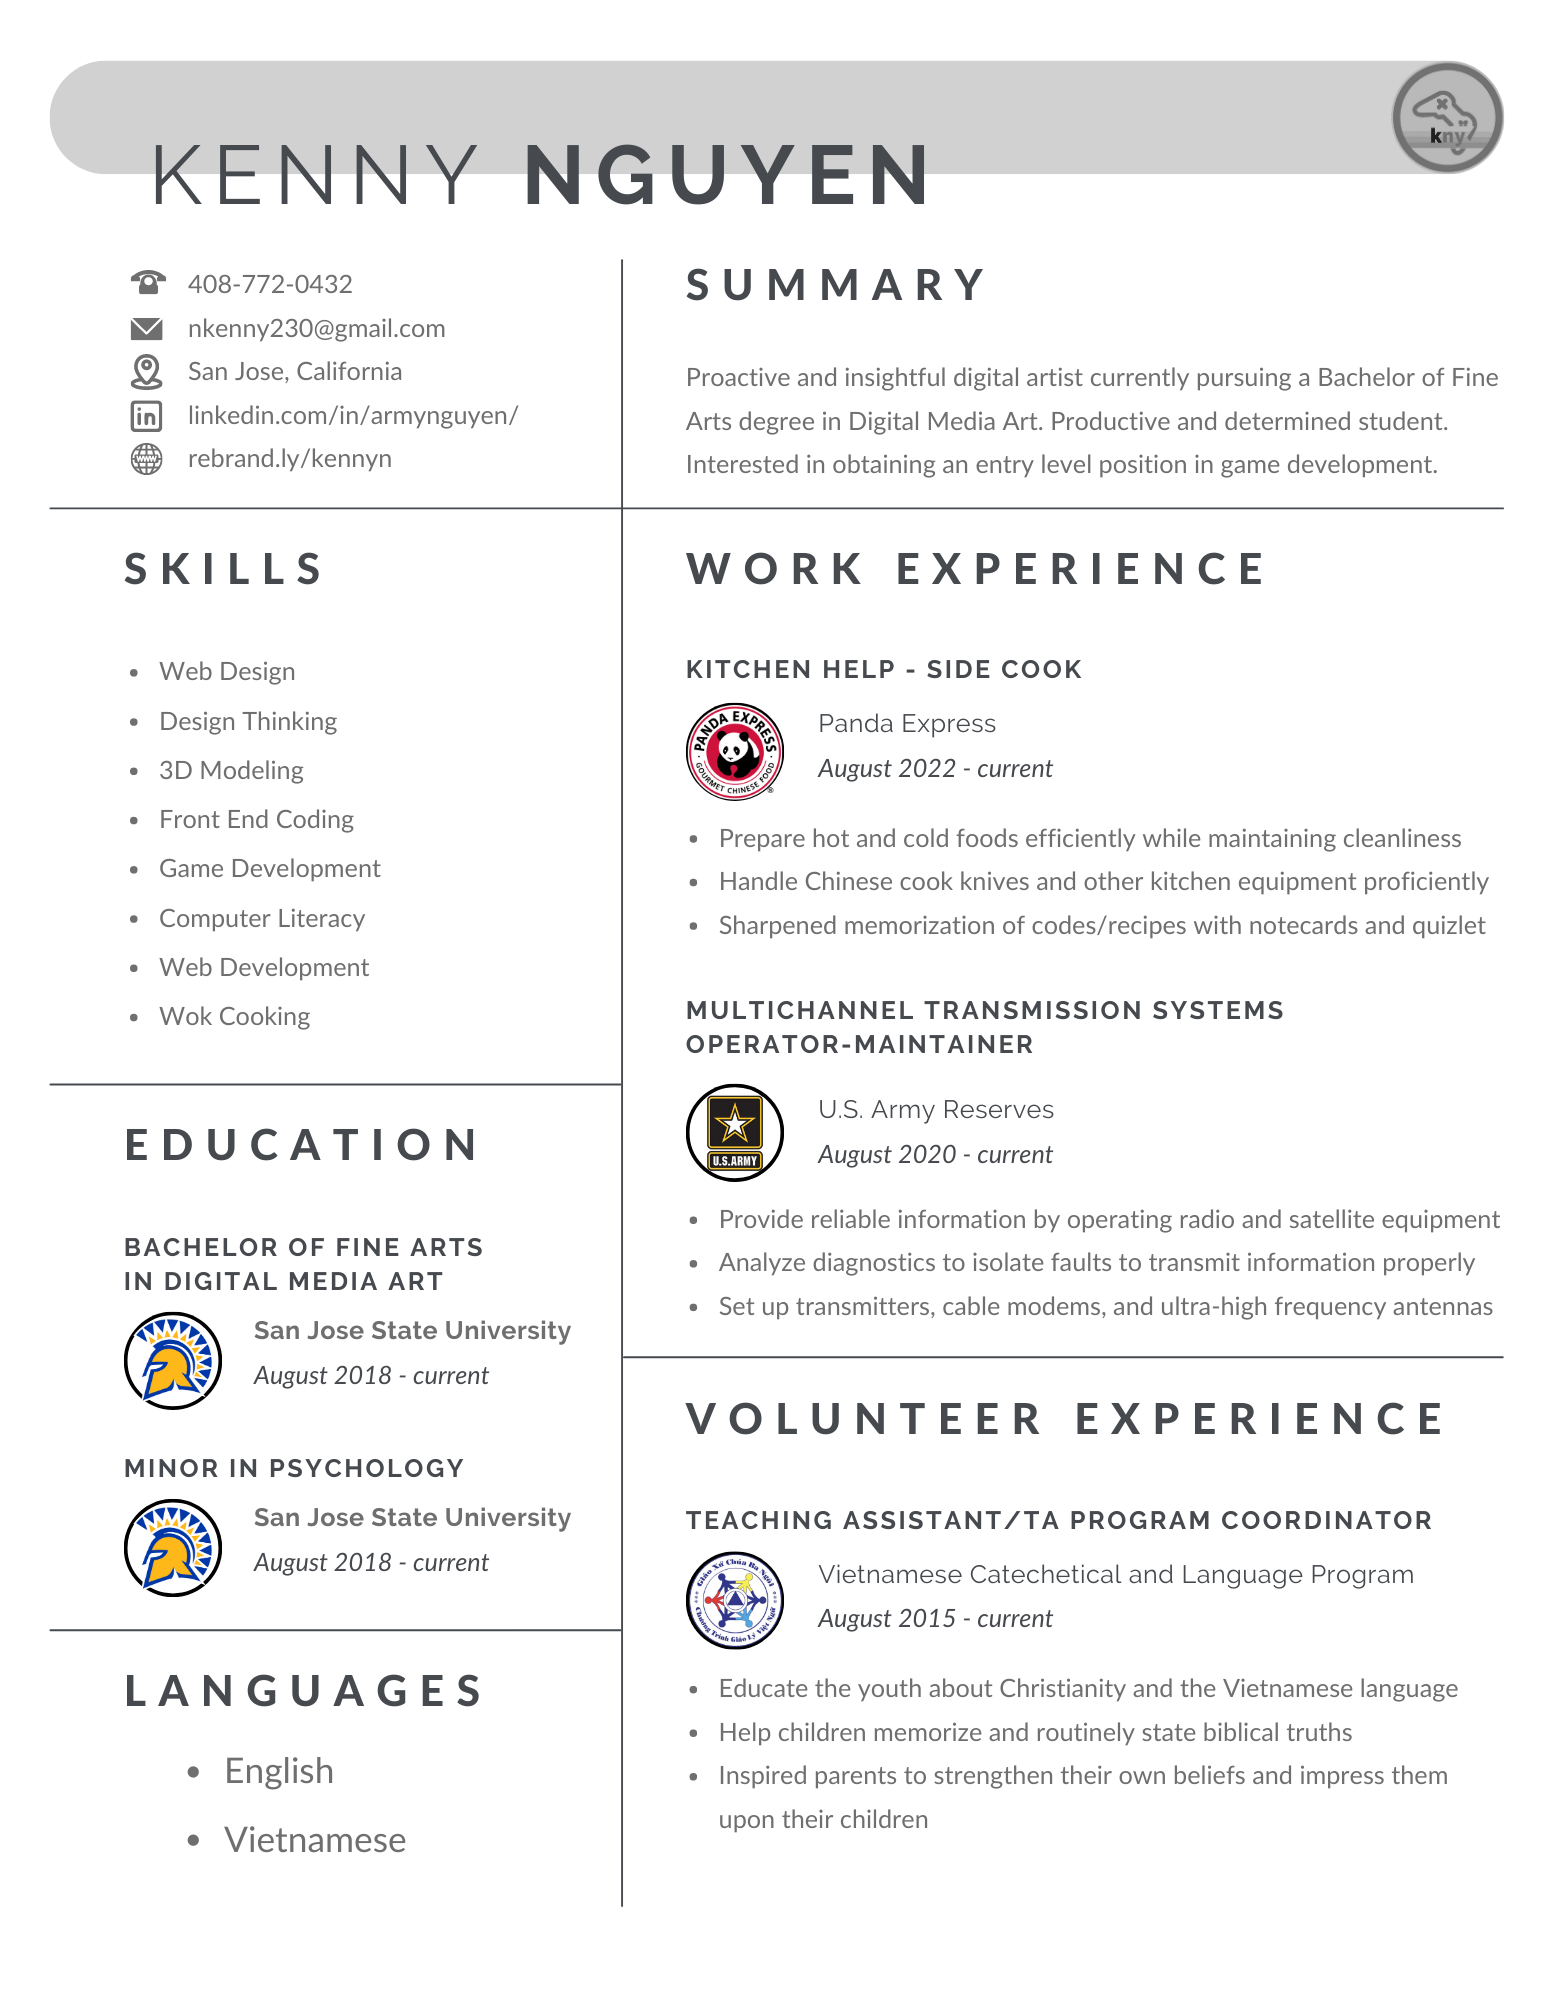 KENNY NGUYEN
kny
408-772-0432
nkenny230@gmail.com
San Jose, California
linkedin.com/in/armynguyen/
rebrand.ly/kennyn
SUMMARY
Proactive and insightful digital artist currently pursuing a Bachelor of Fine
Arts degree in Digital Media Art. Productive and determined student.
Interested in obtaining an entry level position in game development.
SKILLS
• Web Design
• Design Thinking
• 3D Modeling
• Front End Coding
• Game Development
• Computer Literacy
• Web Development
• Wok Cooking
EDUCATION
BACHELOR OF FINE ARTS
IN DIGITAL MEDIA ART
San Jose State University
August 2018 - current
MINOR IN PSYCHOLOGY
San Jose State University
August 2018 - current
LANGUAGES
• English
• Vietnamese
WORK EXPERIENCE
KITCHEN HELP - SIDE COOK
PANDA EXPRESS
GOURMET CHINESE FOOD
®
Panda Express
August 2022 - current
• Prepare hot and cold foods efficiently while maintaining cleanliness
• Handle Chinese cook knives and other kitchen equipment proficiently
• Sharpened memorization of codes/recipes with notecards and quizlet
MULTICHANNEL TRANSMISSION SYSTEMS
OPERATOR-MAINTAINER
U.S.ARMY
U.S. Army Reserves
August 2020 - current
• Provide reliable information by operating radio and satellite equipment
• Analyze diagnostics to isolate faults to transmit information properly
• Set up transmitters, cable modems, and ultra-high frequency antennas
VOLUNTEER EXPERIENCE
TEACHING ASSISTANT/TA PROGRAM COORDINATOR
Giáo Xứ Chúa Ba Ngôi
Chương Trình Giáo Lý Việt Ngữ
Vietnamese Catechetical and Language Program
August 2015 - current
• Educate the youth about Christianity and the Vietnamese language
• Help children memorize and routinely state biblical truths
• Inspired parents to strengthen their own beliefs and impress them
upon their children